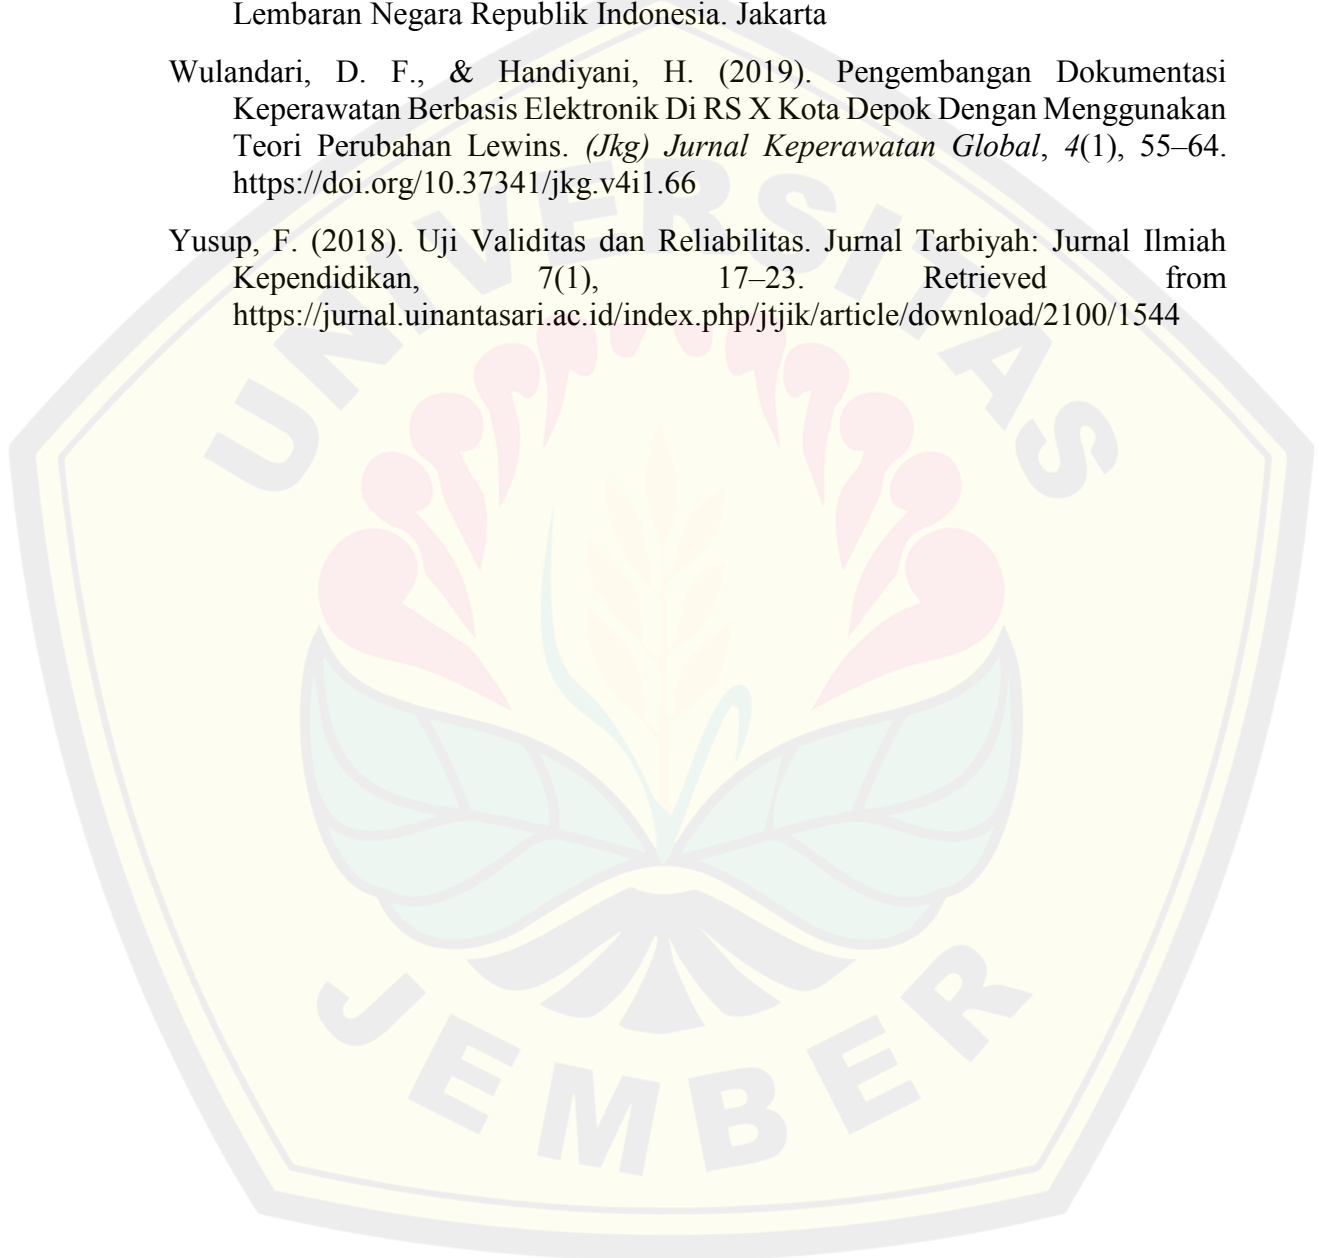 Lembaran Negara Republik Indonesia. Jakarta
Wulandari, D. F., & Handiyani, H. (2019). Pengembangan Dokumentasi
Keperawatan Berbasis Elektronik Di RS X Kota Depok Dengan Menggunakan
Teori Perubahan Lewins. (Jkg) Jurnal Keperawatan Global, 4(1), 55–64.
https://doi.org/10.37341/jkg.v4i1.66
Yusup, F. (2018). Uji Validitas dan Reliabilitas. Jurnal Tarbiyah: Jurnal Ilmiah
Kependidikan, 7(1), 17–23. Retrieved from
https://jurnal.uinantasari.ac.id/index.php/jtjik/article/download/2100/1544
UNIVERSITAS
JEMBER